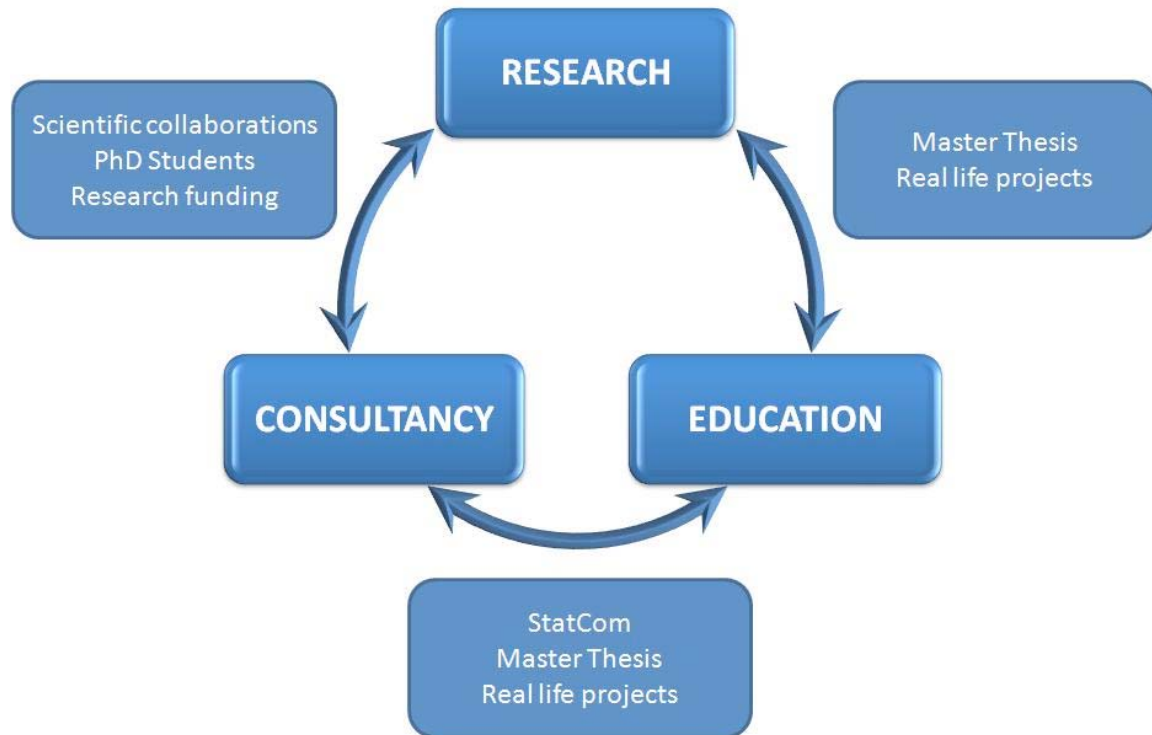 RESEARCH
Scientific collaborations
PhD Students
Research funding
Master Thesis
Real life projects
CONSULTANCY
EDUCATION
StatCom
Master Thesis
Real life projects